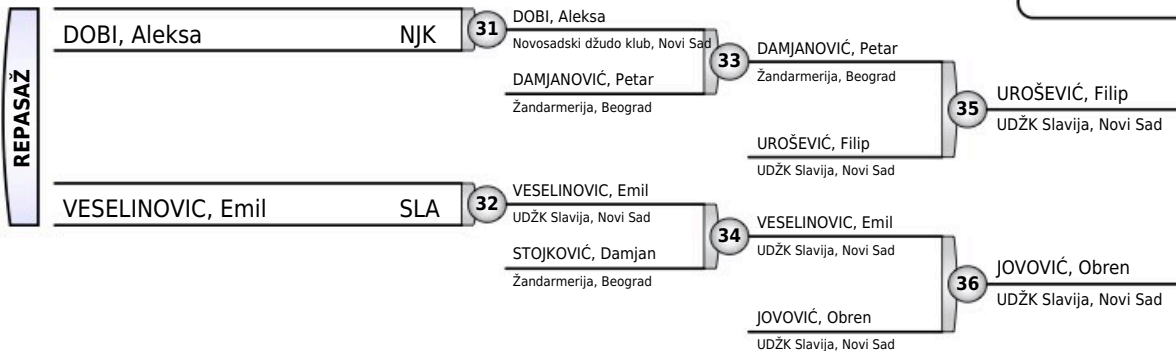 REPASAŽ
DOBI, Aleksa NJK
31
DOBI, Aleksa
Novosadski džudo klub, Novi Sad
DAMJANOVIĆ, Petar
Žandarmerija, Beograd
33
DAMJANOVIĆ, Petar
Žandarmerija, Beograd
UROŠEVIĆ, Filip
UDŽK Slavija, Novi Sad
35
UROŠEVIĆ, Filip
UDŽK Slavija, Novi Sad
VESELINOVIC, Emil SLA
32
VESELINOVIC, Emil
UDŽK Slavija, Novi Sad
STOJKOVIĆ, Damjan
Žandarmerija, Beograd
34
VESELINOVIC, Emil
UDŽK Slavija, Novi Sad
JOVOVIĆ, Obren
UDŽK Slavija, Novi Sad
36
JOVOVIĆ, Obren
UDŽK Slavija, Novi Sad